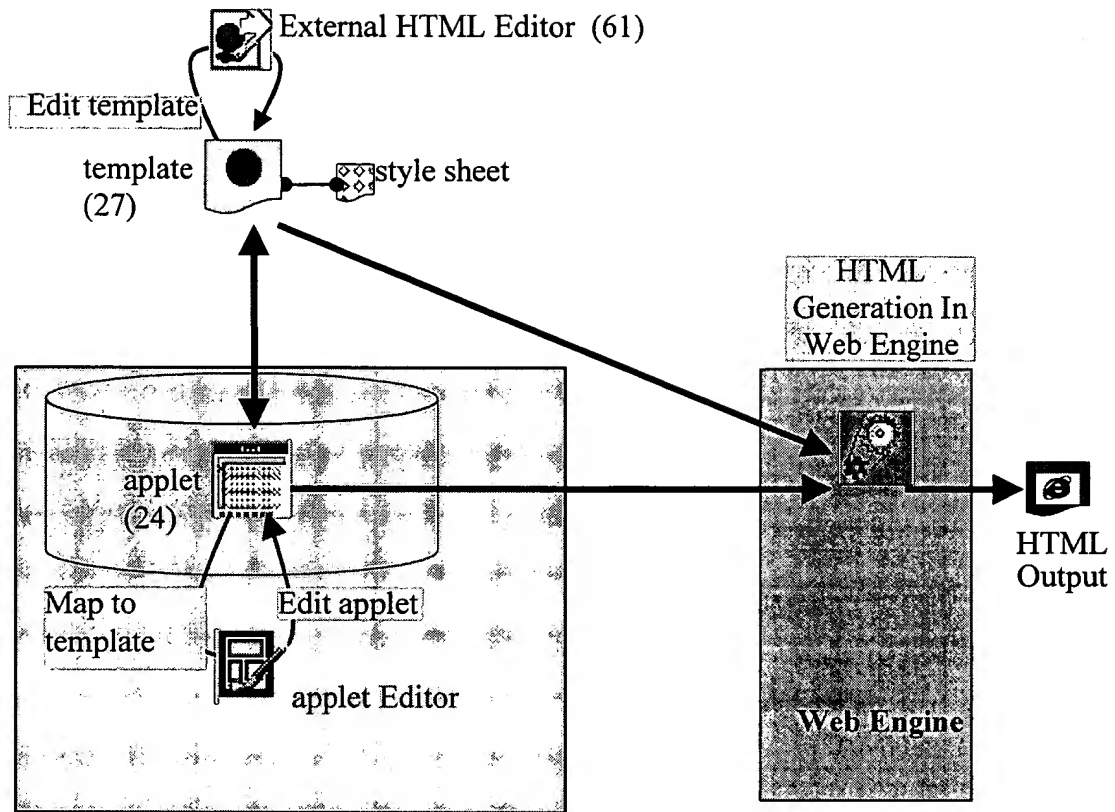 External HTML Editor (61)
Edit template
template
(27)
style sheet
HTML
Generation In
Web Engine
applet
(24)
HTML
Output
Map to
template
Edit applet
applet Editor
Web Engine